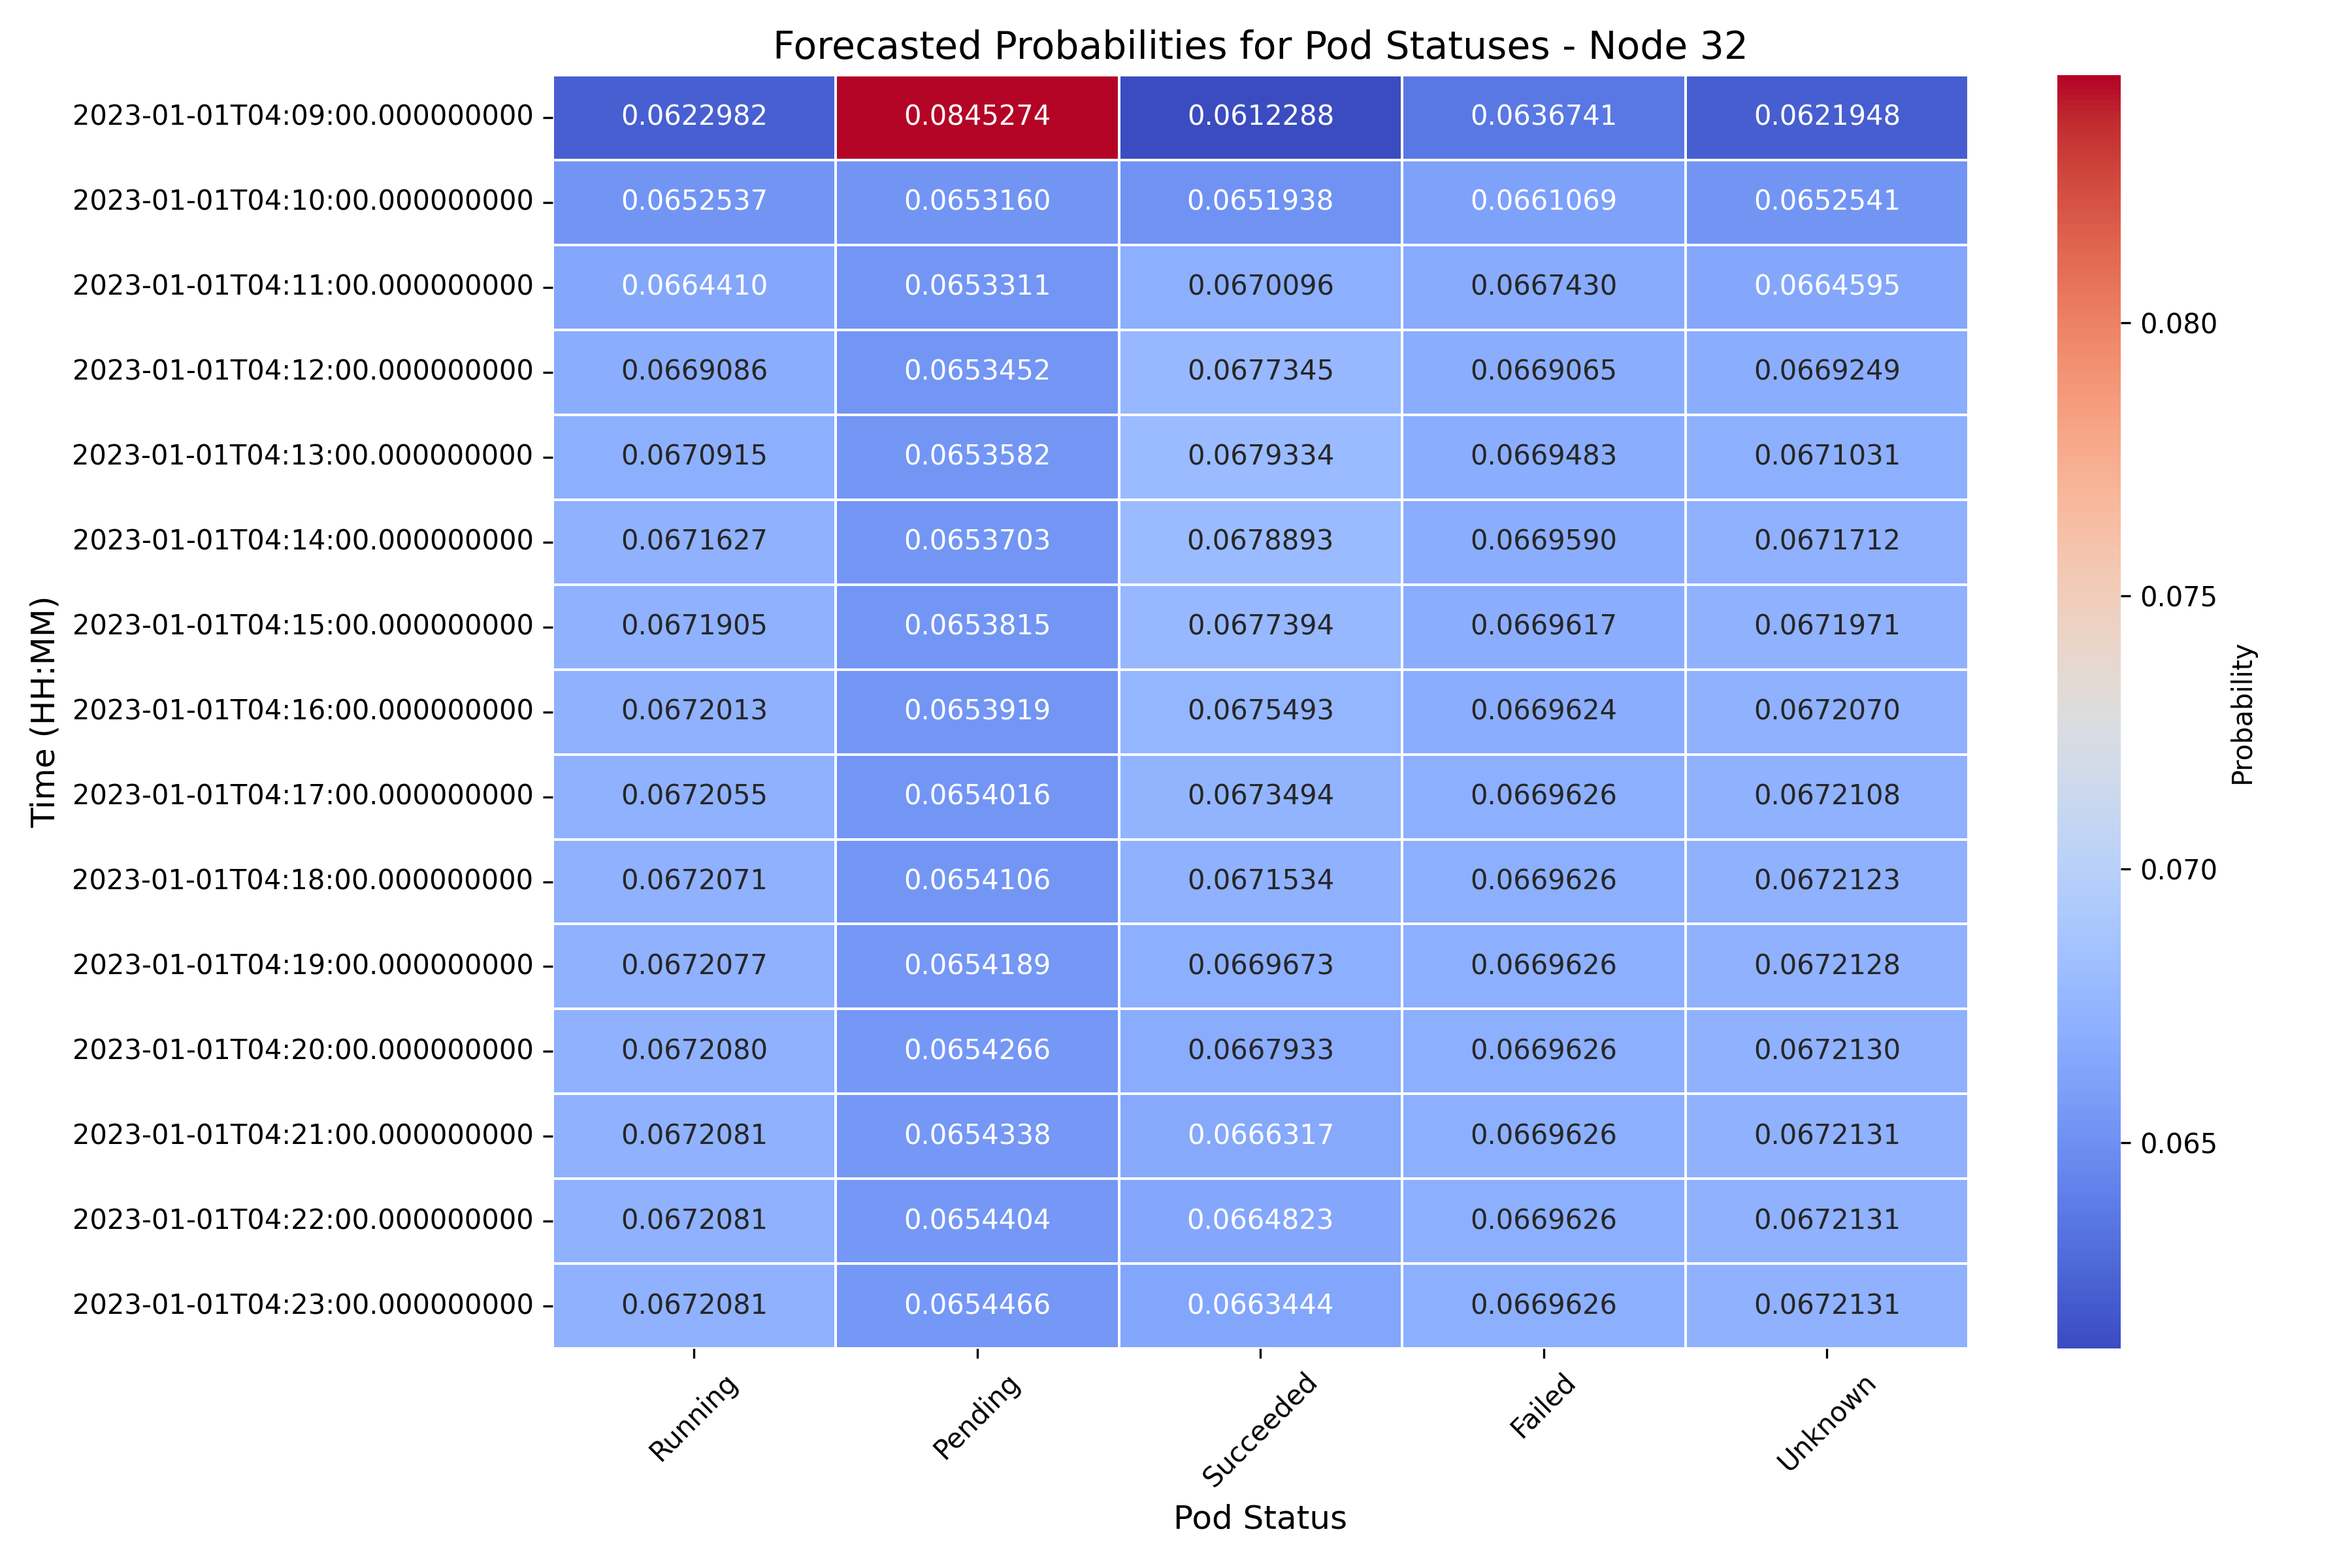 Forecasted Probabilities for Pod Statuses - Node 32
2023-01-01T04:09:00.000000000 0.0622982 0.0845274 0.0612288 0.0636741 0.0621948
2023-01-01T04:10:00.000000000 0.0652537 0.0653160 0.0651938 0.0661069 0.0652541
2023-01-01T04:11:00.000000000 0.0664410 0.0653311 0.0670096 0.0667430 0.0664595
2023-01-01T04:12:00.000000000 0.0669086 0.0653452 0.0677345 0.0669065 0.0669249
2023-01-01T04:13:00.000000000 0.0670915 0.0653582 0.0679334 0.0669483 0.0671031
2023-01-01T04:14:00.000000000 0.0671627 0.0653703 0.0678893 0.0669590 0.0671712
2023-01-01T04:15:00.000000000 0.0671905 0.0653815 0.0677394 0.0669617 0.0671971
2023-01-01T04:16:00.000000000 0.0672013 0.0653919 0.0675493 0.0669624 0.0672070
2023-01-01T04:17:00.000000000 0.0672055 0.0654016 0.0673494 0.0669626 0.0672108
2023-01-01T04:18:00.000000000 0.0672071 0.0654106 0.0671534 0.0669626 0.0672123
2023-01-01T04:19:00.000000000 0.0672077 0.0654189 0.0669673 0.0669626 0.0672128
2023-01-01T04:20:00.000000000 0.0672080 0.0654266 0.0667933 0.0669626 0.0672130
2023-01-01T04:21:00.000000000 0.0672081 0.0654338 0.0666317 0.0669626 0.0672131
2023-01-01T04:22:00.000000000 0.0672081 0.0654404 0.0664823 0.0669626 0.0672131
2023-01-01T04:23:00.000000000 0.0672081 0.0654466 0.0663444 0.0669626 0.0672131
Time (HH:MM)
Running Pending Succeeded Failed Unknown
Pod Status
0.080
0.075
0.070
0.065
Probability